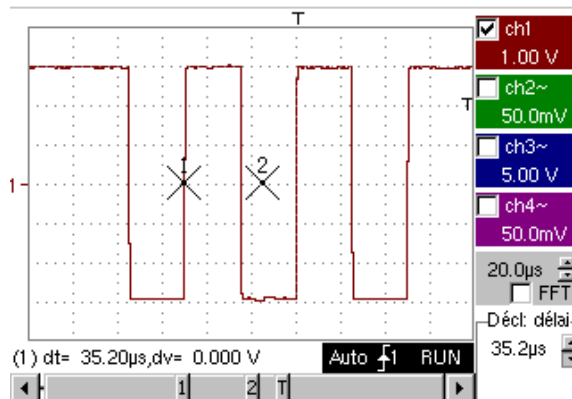 T
ch1
1.00 V
ch2~
50.0mV
T
ch3~
5.00 V
ch4~
50.0mV
1
1
2
20.0µs
FFT
Décl: délai
35.2µs
(1) dt= 35.20µs,dv= 0.000 V
Auto 1 RUN
1 2 T